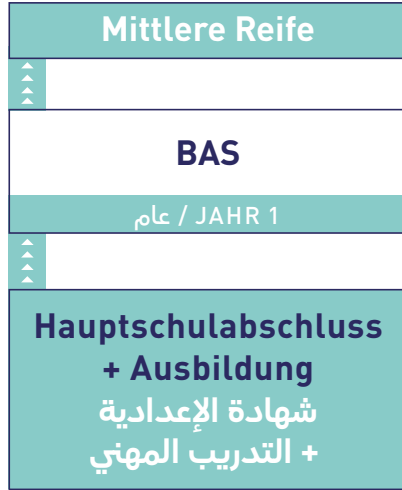 Mittlere Reife
BAS
عام / JAHR 1
Hauptschulabschluss
+ Ausbildung
شهادة الإعدادية
+ التدريب المهني